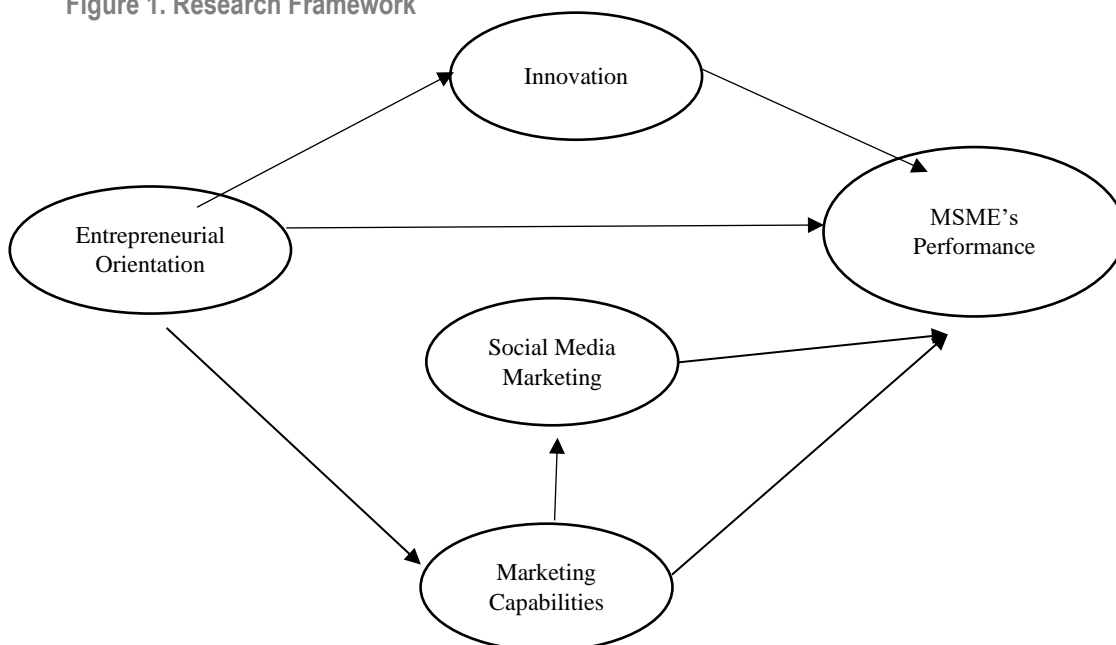 Figure 1. Research Framework
Innovation
MSME’s
Performance
Entrepreneurial
Orientation
Social Media
Marketing
Marketing
Capabilities